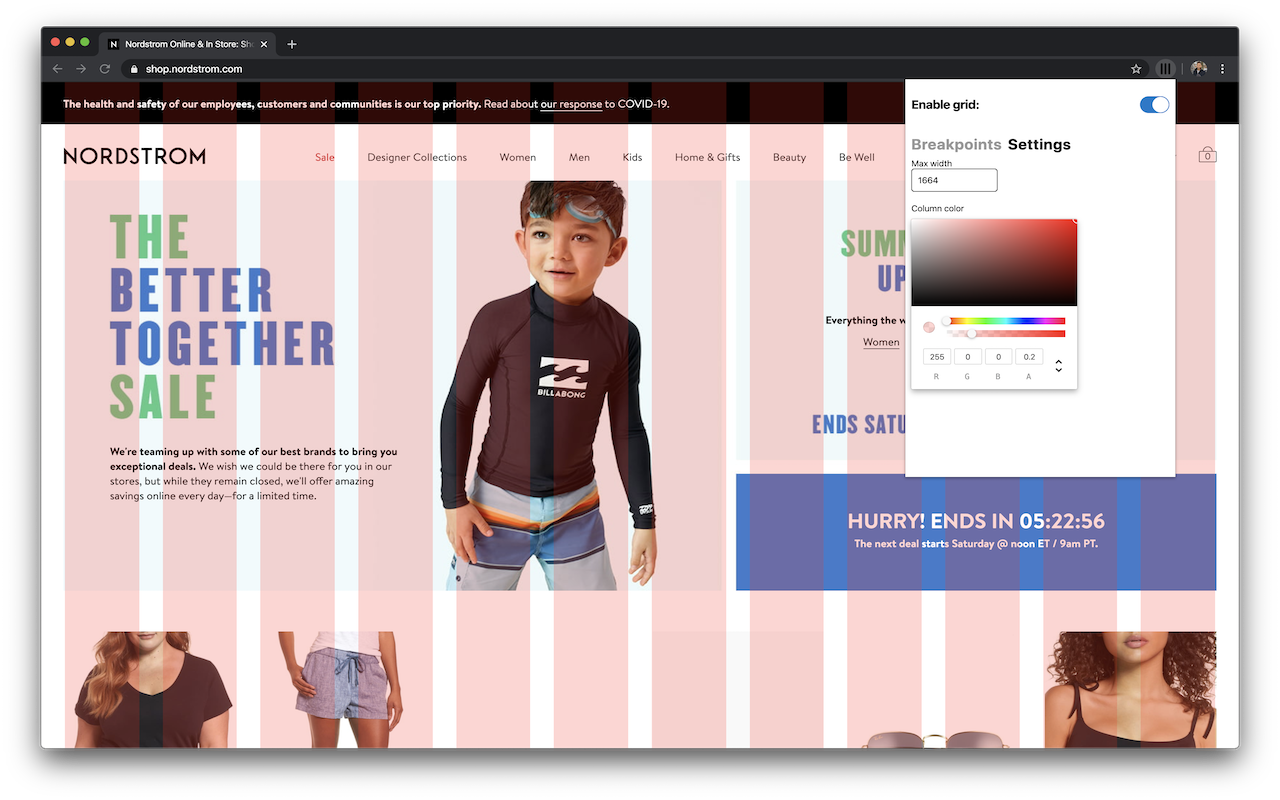 N Nordstrom Online & In Store: Sh
shop.nordstrom.com
The health and safety of our employees, customers and communities is our top priority. Read about our response to COVID-19.
NORDSTROM
Sale Designer Collections Women Men Kids Home & Gifts Beauty Be Well
0
Enable grid:
Breakpoints Settings
Max width
1664
Column color
255 0 0 0.2
R G B A
THE
BETTER
TOGETHER
SALE
We're teaming up with some of our best brands to bring you
exceptional deals. We wish we could be there for you in our
stores, but while they remain closed, we'll offer amazing
savings online every day—for a limited time.
BILLABONG
SUMM
UP
Everything the w
Women
ENDS SATU
HURRY! ENDS IN 05:22:56
The next deal starts Saturday @ noon ET / 9am PT.